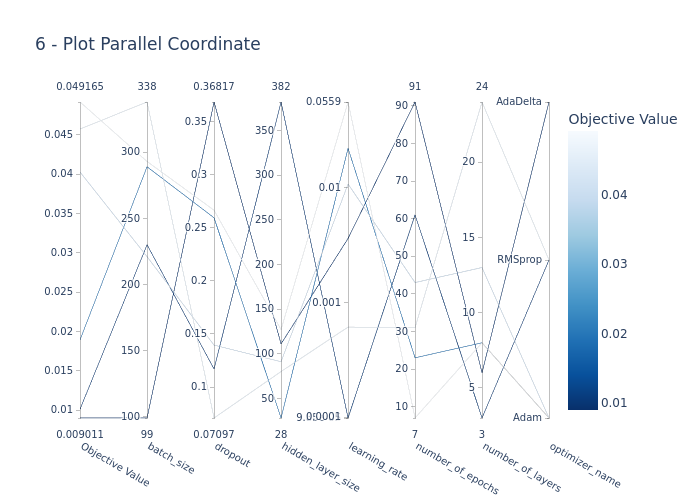 6 - Plot Parallel Coordinate
0.049165 338 0.36817 382 0.0559 91 24 AdaDelta
Objective Value
0.045 0.04 0.035 0.03 0.025 0.02 0.015 0.01
300 250 200 150 100
0.35 0.3 0.25 0.2 0.15 0.1
350 300 250 200 150 100 50
0.01 0.001
90 80 70 60 50 40 30 20 10
20 15 10 5
RMSprop
Adam
0.04
0.03
0.02
0.01
0.009011 99 0.07097 28 7 3
Objective Value
batch_size
dropout
hidden_layer_size
learning_rate
number_of_epochs
number_of_layers
optimizer_name